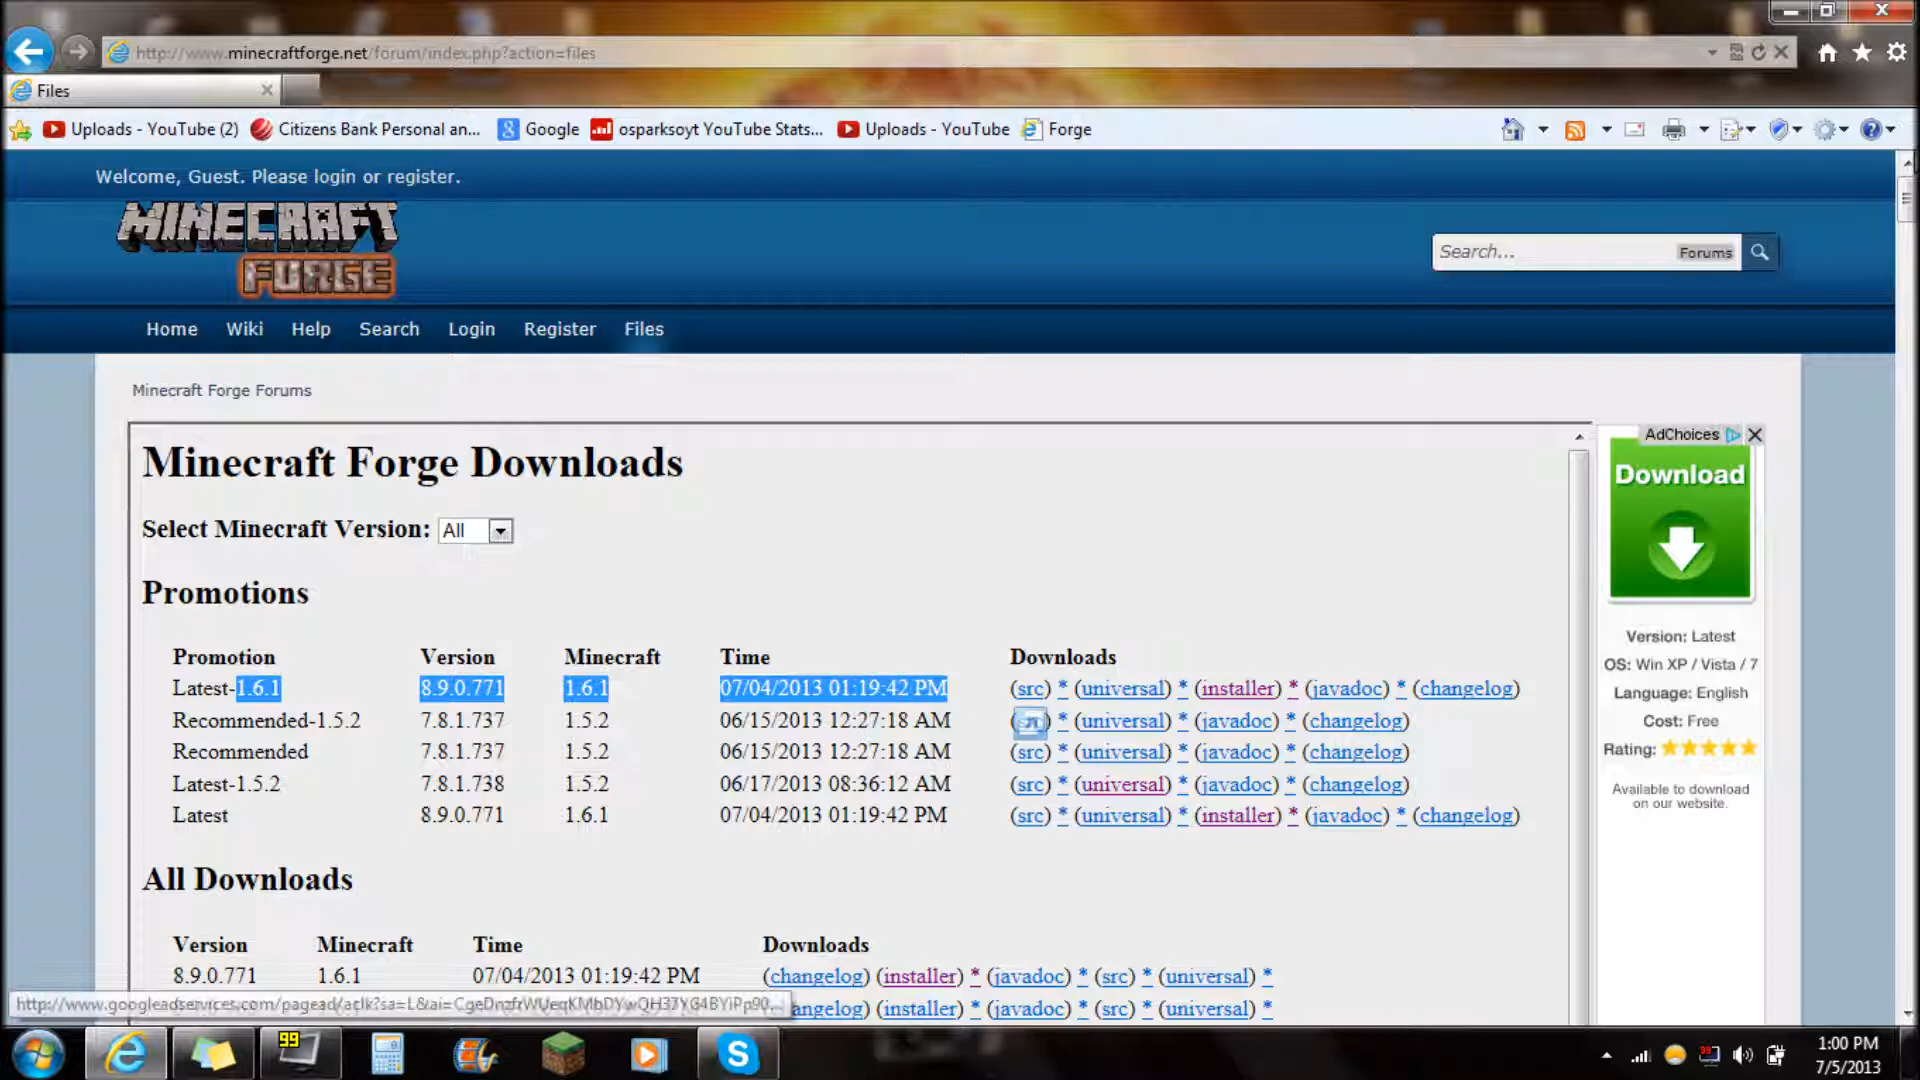 http://www.minecraftforge.net/forum/index.php?action=files
Files
Uploads - YouTube (2) Citizens Bank Personal an... Google osparksoyt YouTube Stats... Uploads - YouTube Forge
Welcome, Guest. Please login or register.
MINECRAFT
FORGE
Search... Forums
Home Wiki Help Search Login Register Files
Minecraft Forge Forums
Minecraft Forge Downloads
Select Minecraft Version: All
Promotions
Promotion Version Minecraft Time Downloads
Latest-1.6.1 8.9.0.771 1.6.1 07/04/2013 01:19:42 PM (src) * (universal) * (installer) * (javadoc) * (changelog)
Recommended-1.5.2 7.8.1.737 1.5.2 06/15/2013 12:27:18 AM * (universal) * (javadoc) * (changelog)
Recommended 7.8.1.737 1.5.2 06/15/2013 12:27:18 AM (src) * (universal) * (javadoc) * (changelog)
Latest-1.5.2 7.8.1.738 1.5.2 06/17/2013 08:36:12 AM (src) * (universal) * (javadoc) * (changelog)
Latest 8.9.0.771 1.6.1 07/04/2013 01:19:42 PM (src) * (universal) * (installer) * (javadoc) * (changelog)
All Downloads
Version Minecraft Time Downloads
8.9.0.771 1.6.1 07/04/2013 01:19:42 PM (changelog) (installer) * (javadoc) * (src) * (universal) *
(installer) * (javadoc) * (src) * (universal) *
AdChoices
Download
Version: Latest
OS: Win XP / Vista / 7
Language: English
Cost: Free
Rating:
Available to download
on our website.
99
99
1:00 PM
7/5/2013